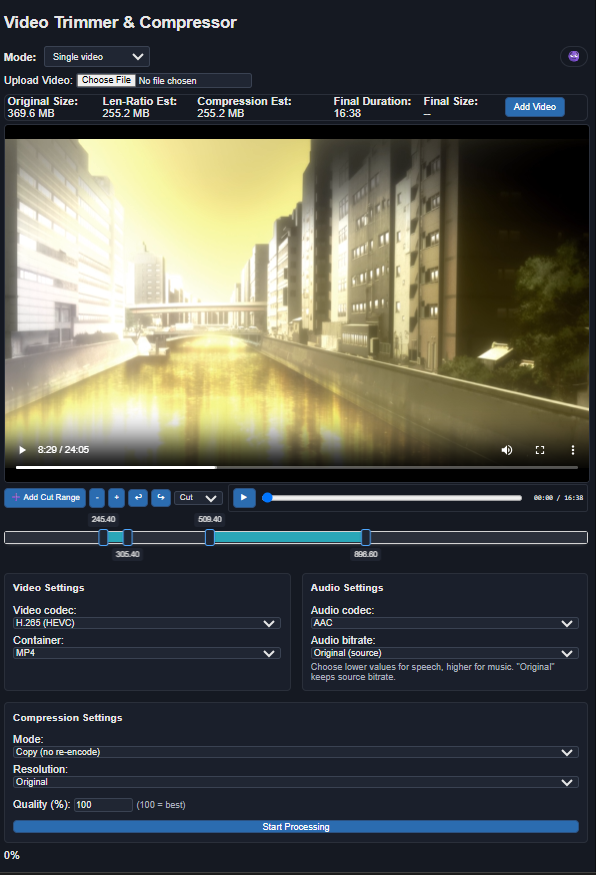 Video Trimmer & Compressor
Mode: Single video
Upload Video: Choose File No file chosen
Original Size: Len-Ratio Est: Compression Est: Final Duration: Final Size:
369.6 MB 255.2 MB 255.2 MB 16:38 -- Add Video
8:29 / 24:05
+ Add Cut Range - + ↩ ↪ Cut 00:00 / 16:38
245.40 509.40
305.40 896.60
Video Settings
Video codec:
H.265 (HEVC)
Container:
MP4
Audio Settings
Audio codec:
AAC
Audio bitrate:
Original (source)
Choose lower values for speech, higher for music. "Original"
keeps source bitrate.
Compression Settings
Mode:
Copy (no re-encode)
Resolution:
Original
Quality (%): 100 (100 = best)
Start Processing
0%